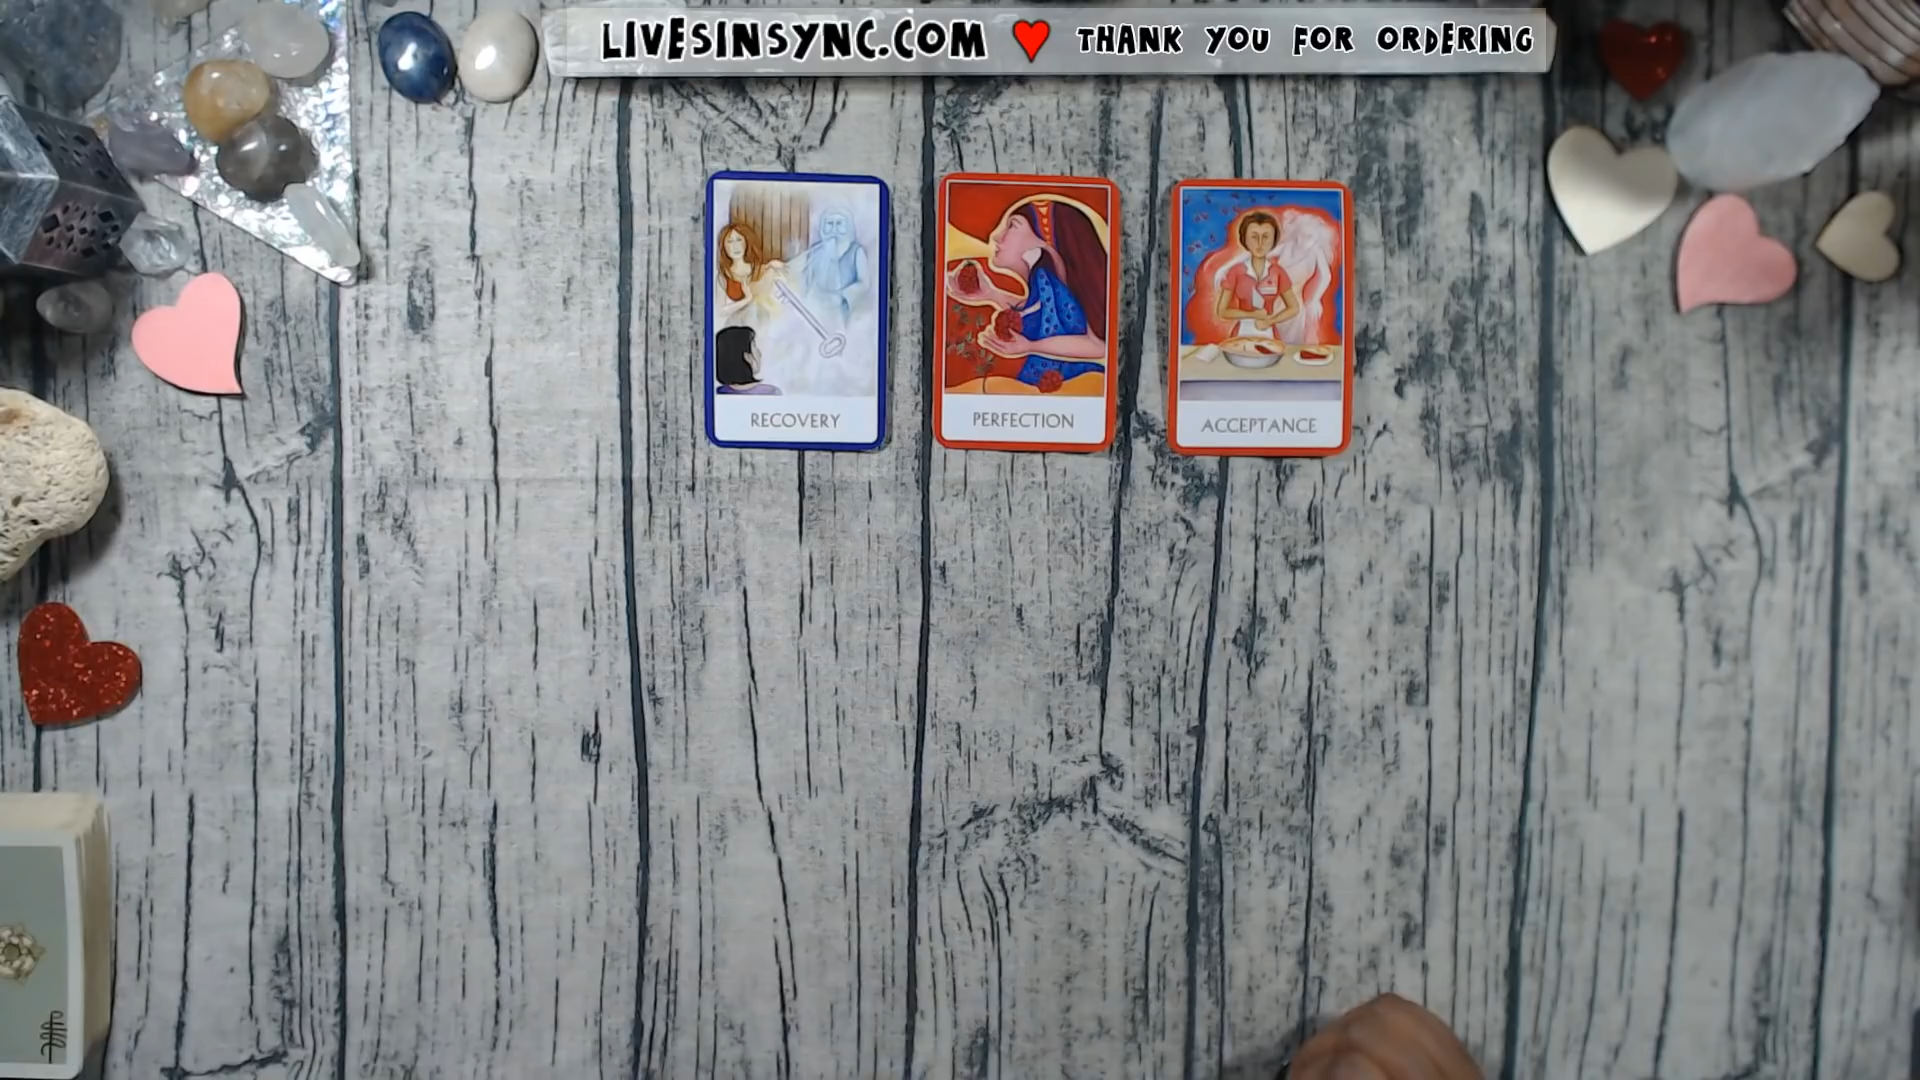 LIVESINSYNC.COM ❤ THANK YOU FOR ORDERING
RECOVERY
PERFECTION
ACCEPTANCE